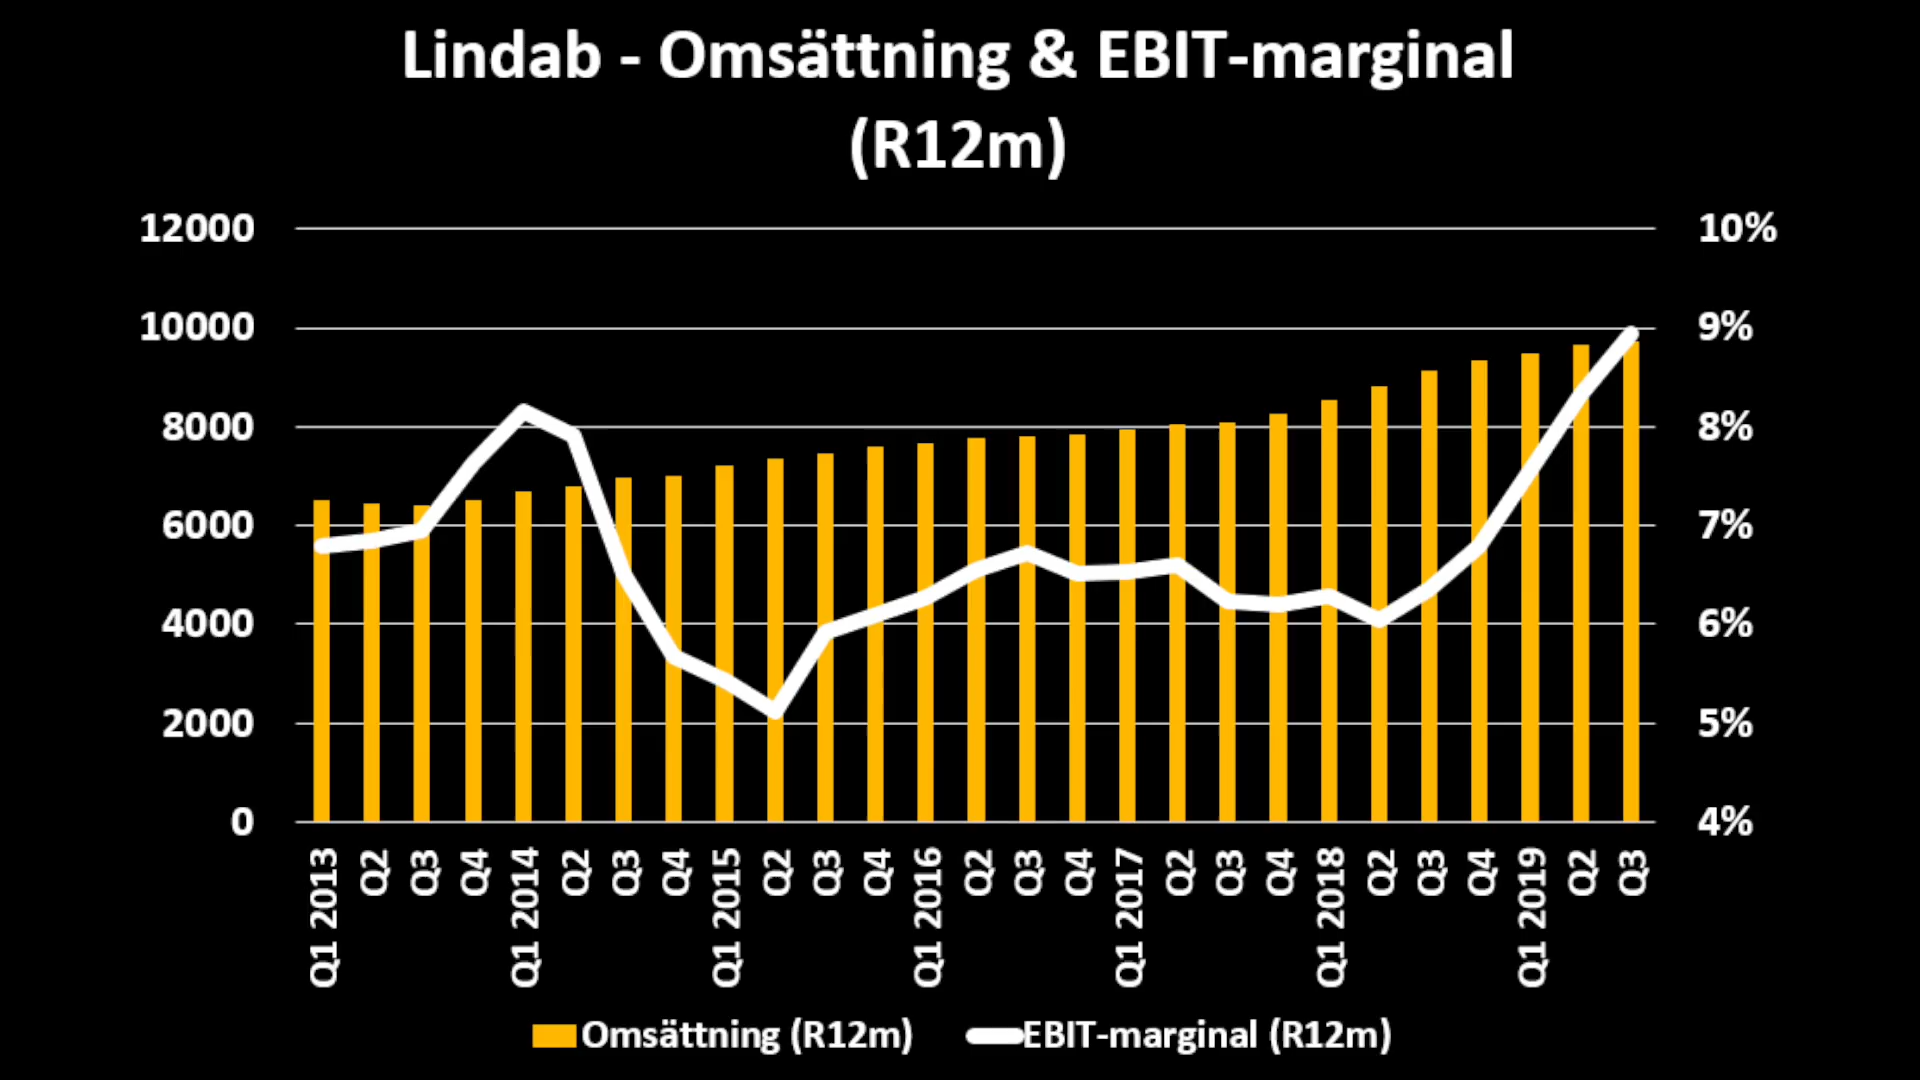 Lindab - Omsättning & EBIT-marginal
(R12m)
12000
10000
8000
6000
4000
2000
0
10%
9%
8%
7%
6%
5%
4%
Q1 2013
Q2
Q3
Q4
Q1 2014
Q2
Q3
Q4
Q1 2015
Q2
Q3
Q4
Q1 2016
Q2
Q3
Q4
Q1 2017
Q2
Q3
Q4
Q1 2018
Q2
Q3
Q4
Q1 2019
Q2
Q3
Omsättning (R12m)
EBIT-marginal (R12m)